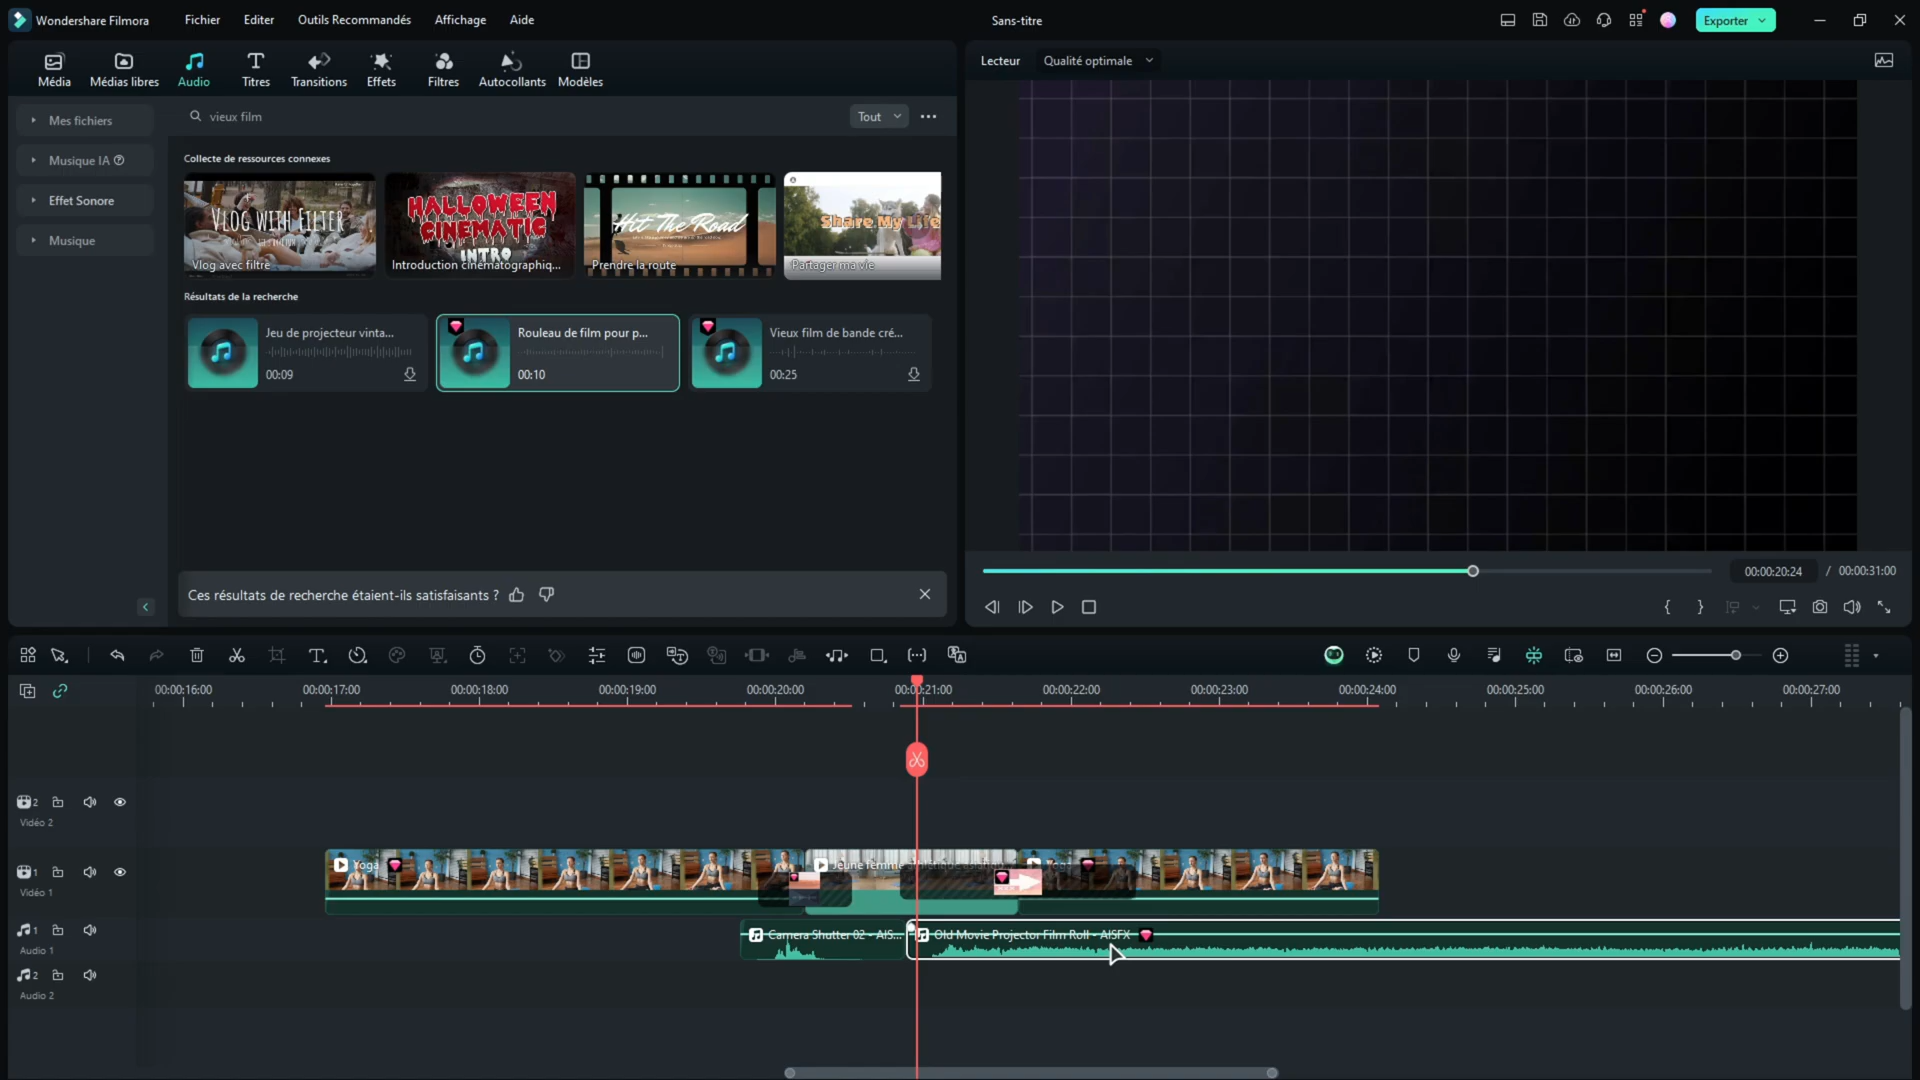 Wondershare Filmora
Fichier
Editer
Outils Recommandés
Affichage
Aide
Sans-titre
Exporter
Média
Médias libres
Audio
Titres
Transitions
Effets
Filtres
Autocollants
Modèles
Lecteur
Qualité optimale
Mes fichiers
Musique IA
Effet Sonore
Musique
vieux film
Tout
Collecte de ressources connexes
VLOG WITH FILTER
Vlog avec filtre
HALLOWEEN
CINEMATIC
INTRO
Introduction cinématographiq...
Hit The Road
Prendre la route
Share My Life
Partager ma vie
Résultats de la recherche
Jeu de projecteur vinta...
00:09
Rouleau de film pour p...
00:10
Vieux film de bande cré...
00:25
Ces résultats de recherche étaient-ils satisfaisants ?
00:00:20:24 / 00:00:31:00
00:00:16:00
00:00:17:00
00:00:18:00
00:00:19:00
00:00:20:00
00:00:21:00
00:00:22:00
00:00:23:00
00:00:24:00
00:00:25:00
00:00:26:00
00:00:27:00
2
Vidéo 2
1
Vidéo 1
Yoga
Jeune femme
Yoga
1
Audio 1
Camera Shutter 02 - AIS...
Old Movie Projector Film Roll - AISFX
2
Audio 2